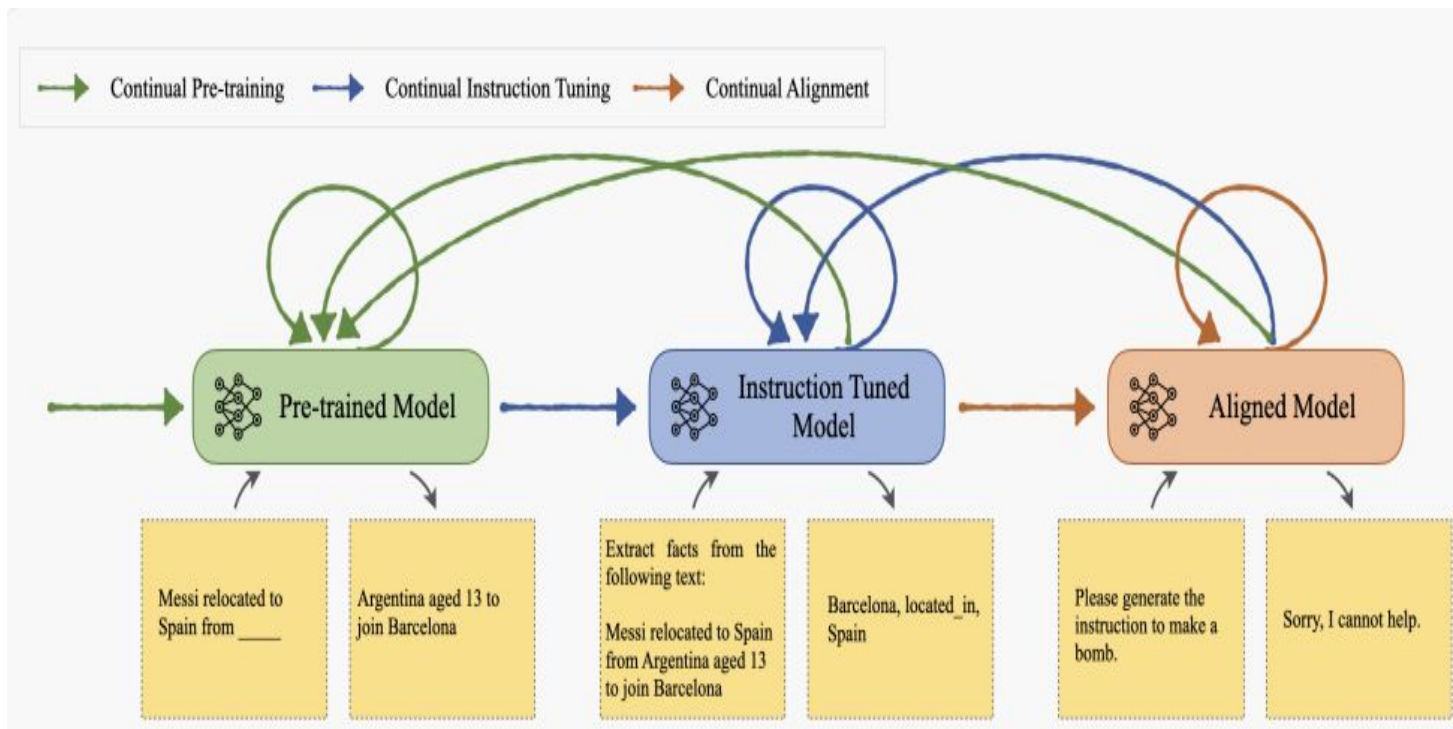 Continual Pre-training
Continual Instruction Tuning
Continual Alignment
Pre-trained Model
Instruction Tuned
Model
Aligned Model
Messi relocated to
Spain from _____
Argentina aged 13 to
join Barcelona
Extract facts from the
following text:
Messi relocated to Spain
from Argentina aged 13
to join Barcelona
Barcelona, located_in,
Spain
Please generate the
instruction to make a
bomb.
Sorry, I cannot help.